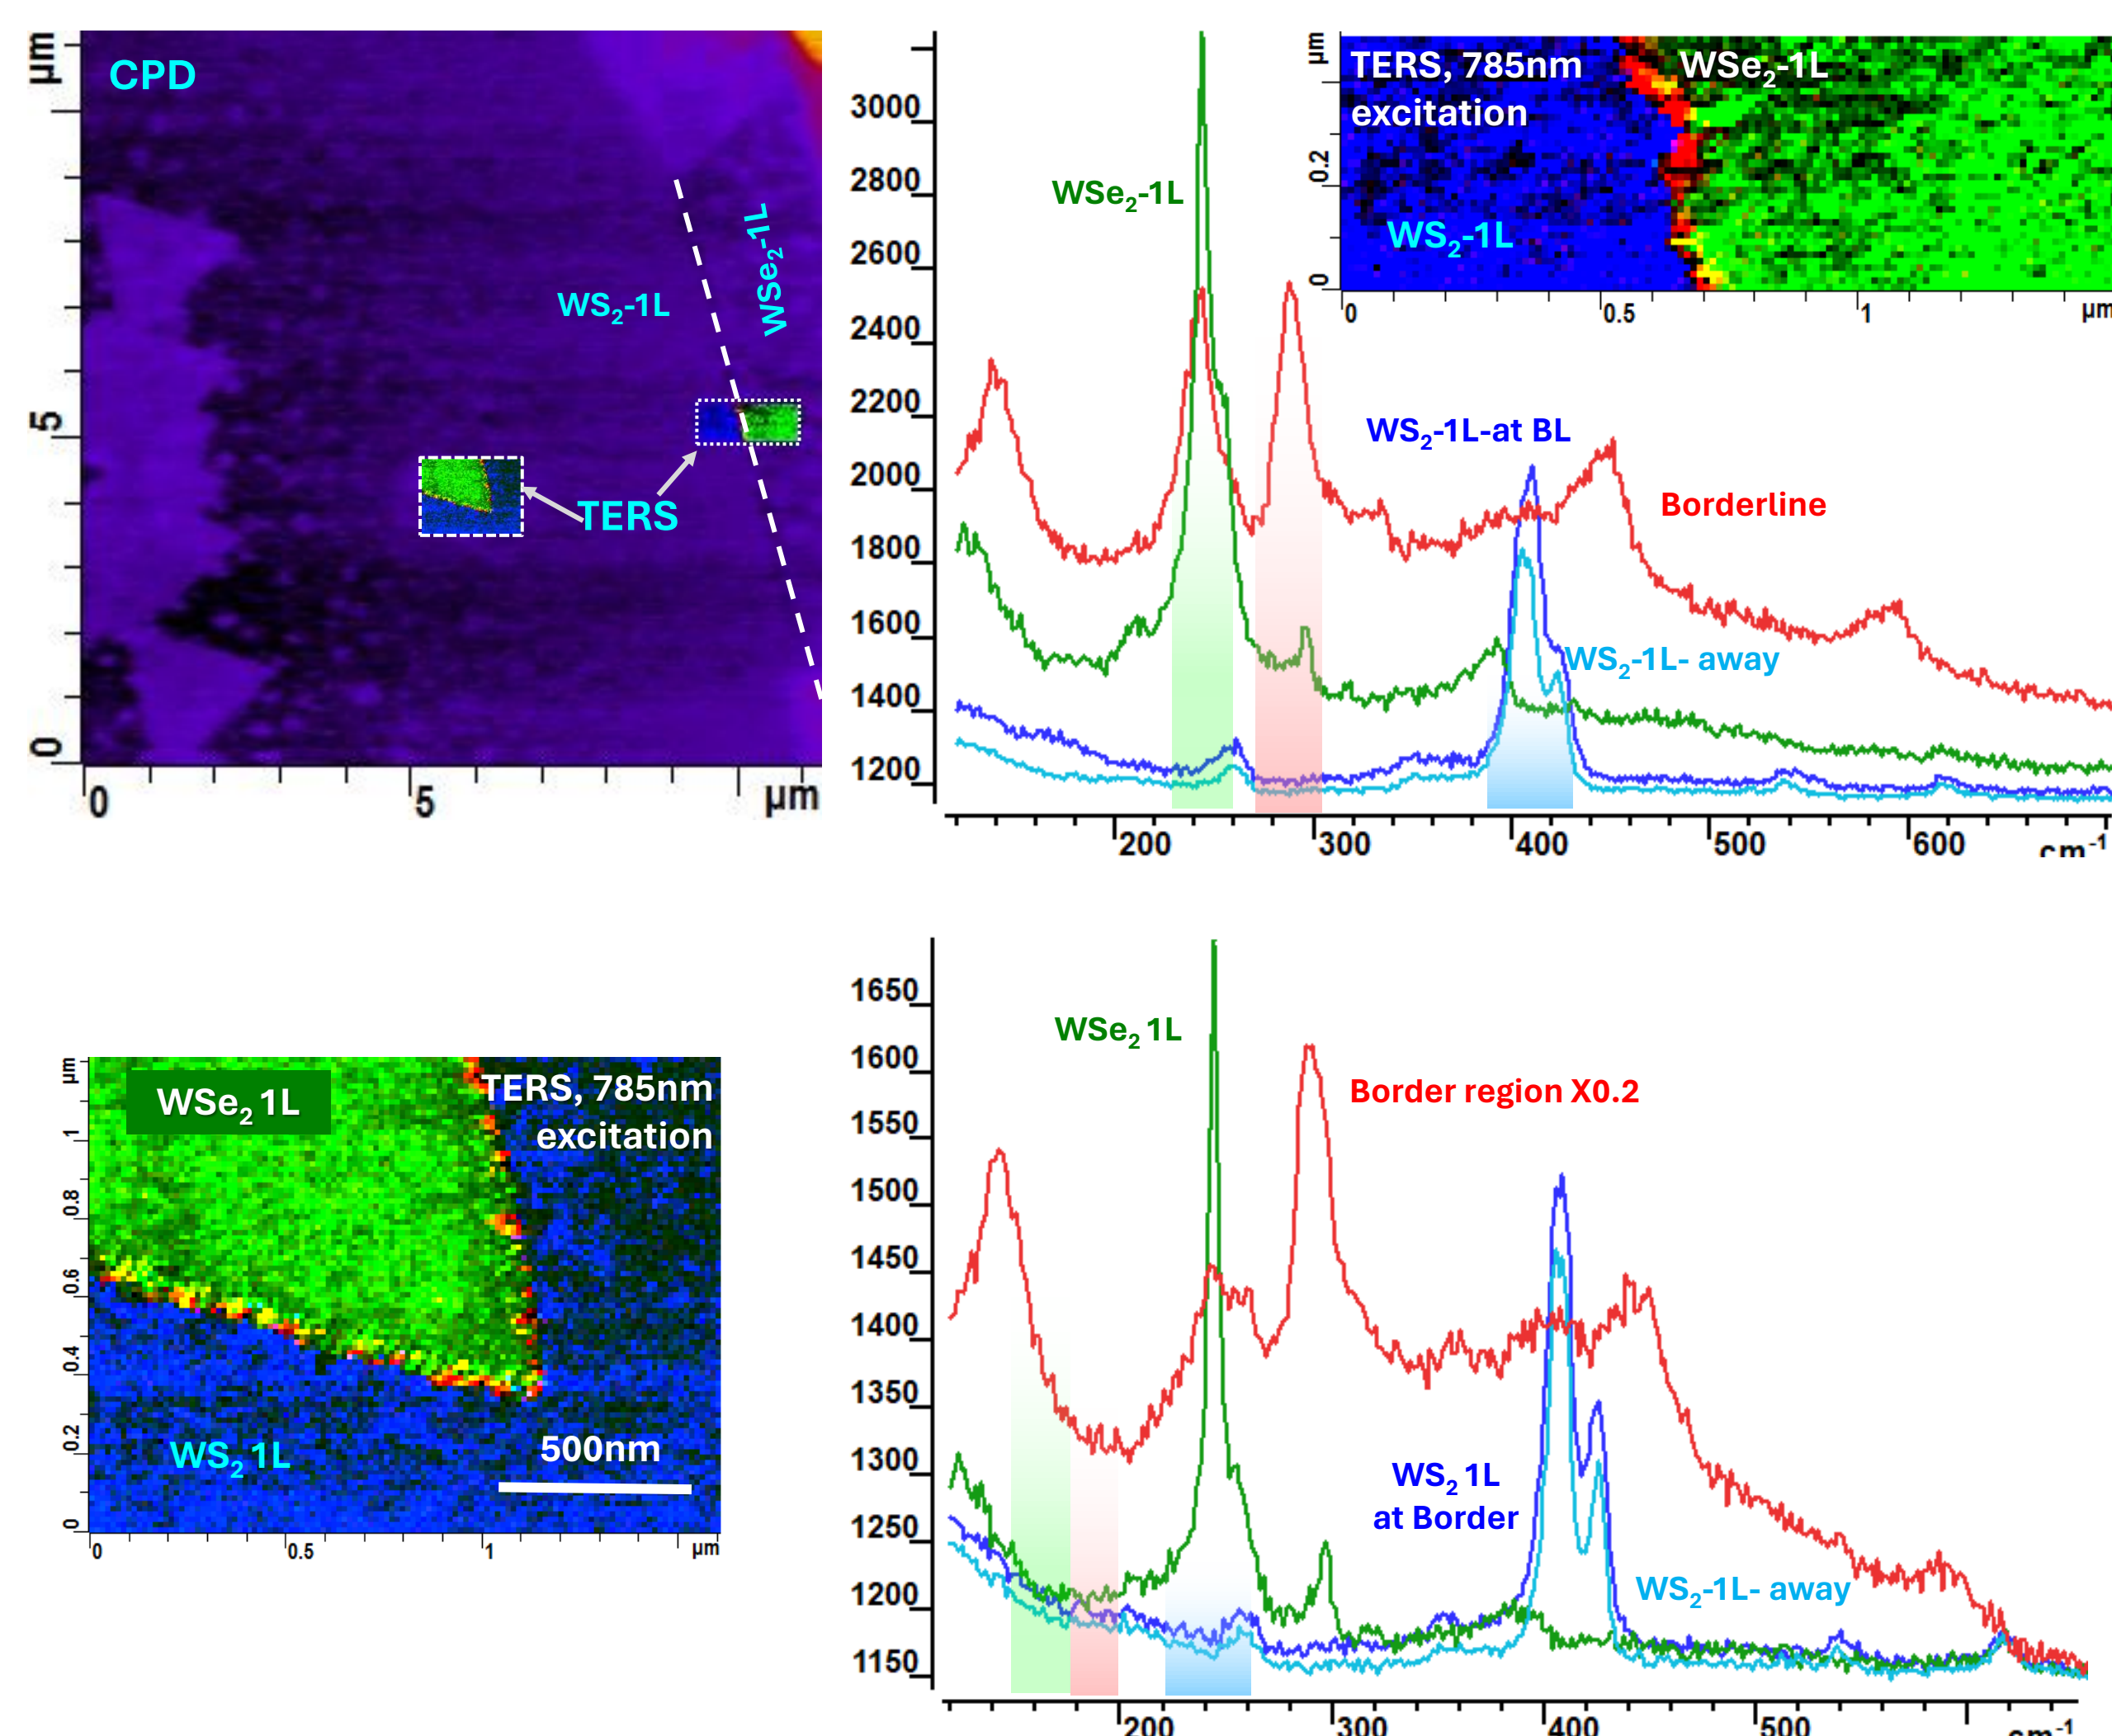 µm
CPD
WS2-1L
WSe2-1L
TERS
5
0
0
5
µm
3000
2800
2600
2400
2200
2000
1800
1600
1400
1200
WSe2-1L
WS2-1L-at BL
Borderline
WS2-1L- away
200
300
400
500
600
cm-1
µm
0.2
0
TERS, 785nm
excitation
WSe2-1L
WS2-1L
0
0.5
1
µm
µm
1
0.8
0.6
0.4
0.2
0
WSe2 1L
TERS, 785nm
excitation
WS2 1L
500nm
0
0.5
1
µm
1650
1600
1550
1500
1450
1400
1350
1300
1250
1200
1150
WSe2 1L
Border region X0.2
WS2 1L
at Border
WS2-1L- away
200
300
400
500
cm-1